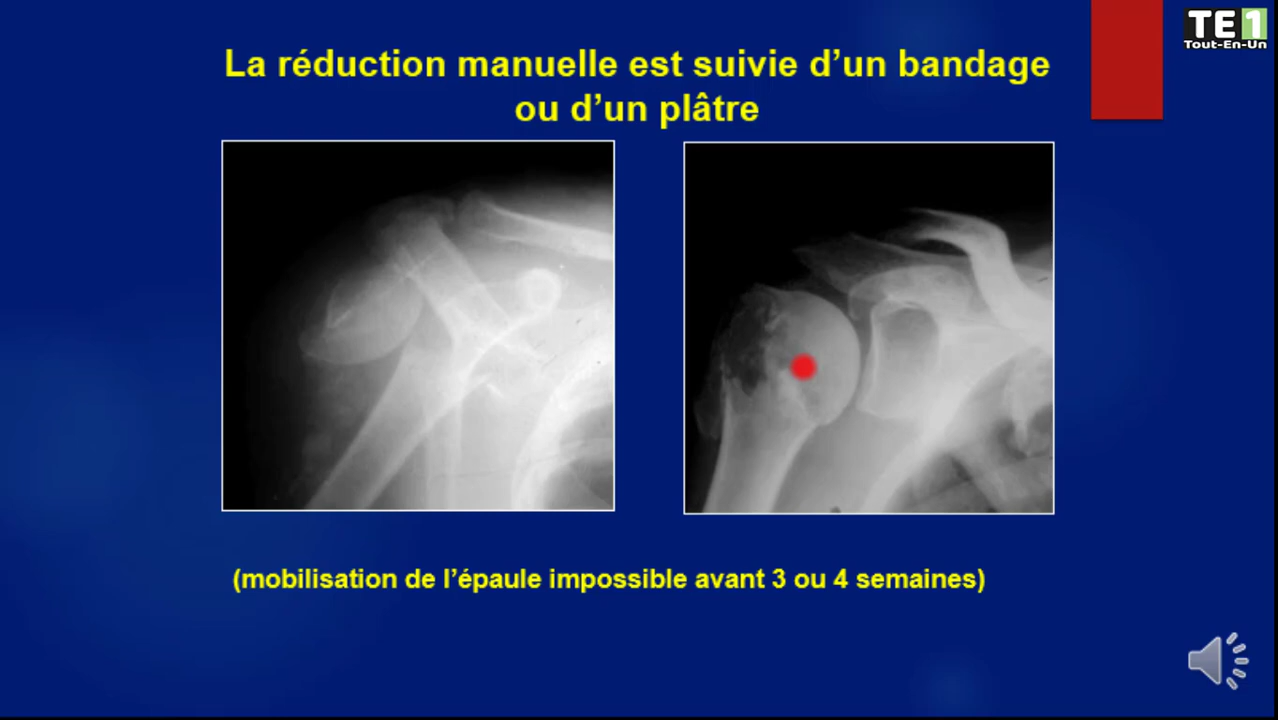 TE1
Tout-En-Un
La réduction manuelle est suivie d’un bandage
ou d’un plâtre
(mobilisation de l’épaule impossible avant 3 ou 4 semaines)